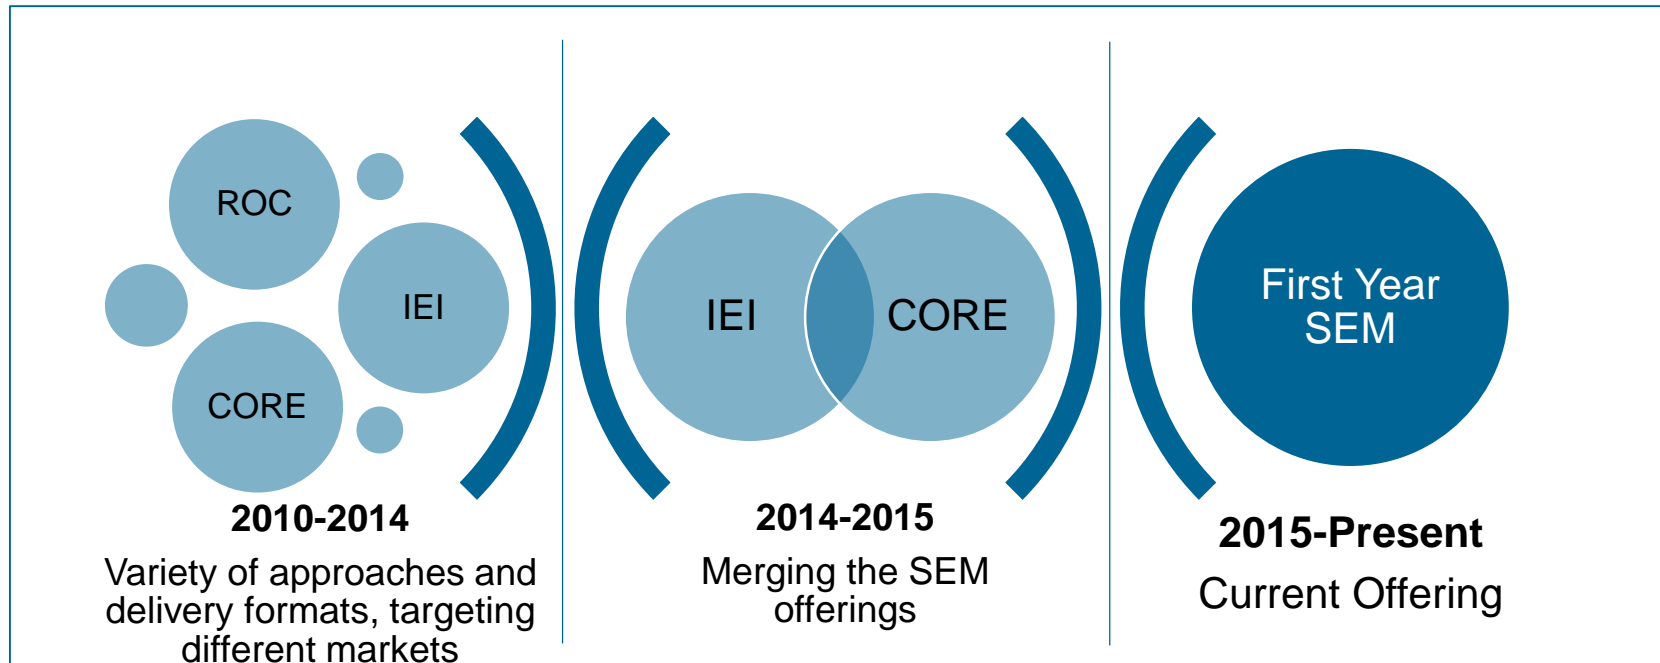 ROC
IEI
CORE
2010-2014
Variety of approaches and
delivery formats, targeting
different markets
IEI
CORE
2014-2015
Merging the SEM
offerings
First Year
SEM
2015-Present
Current Offering